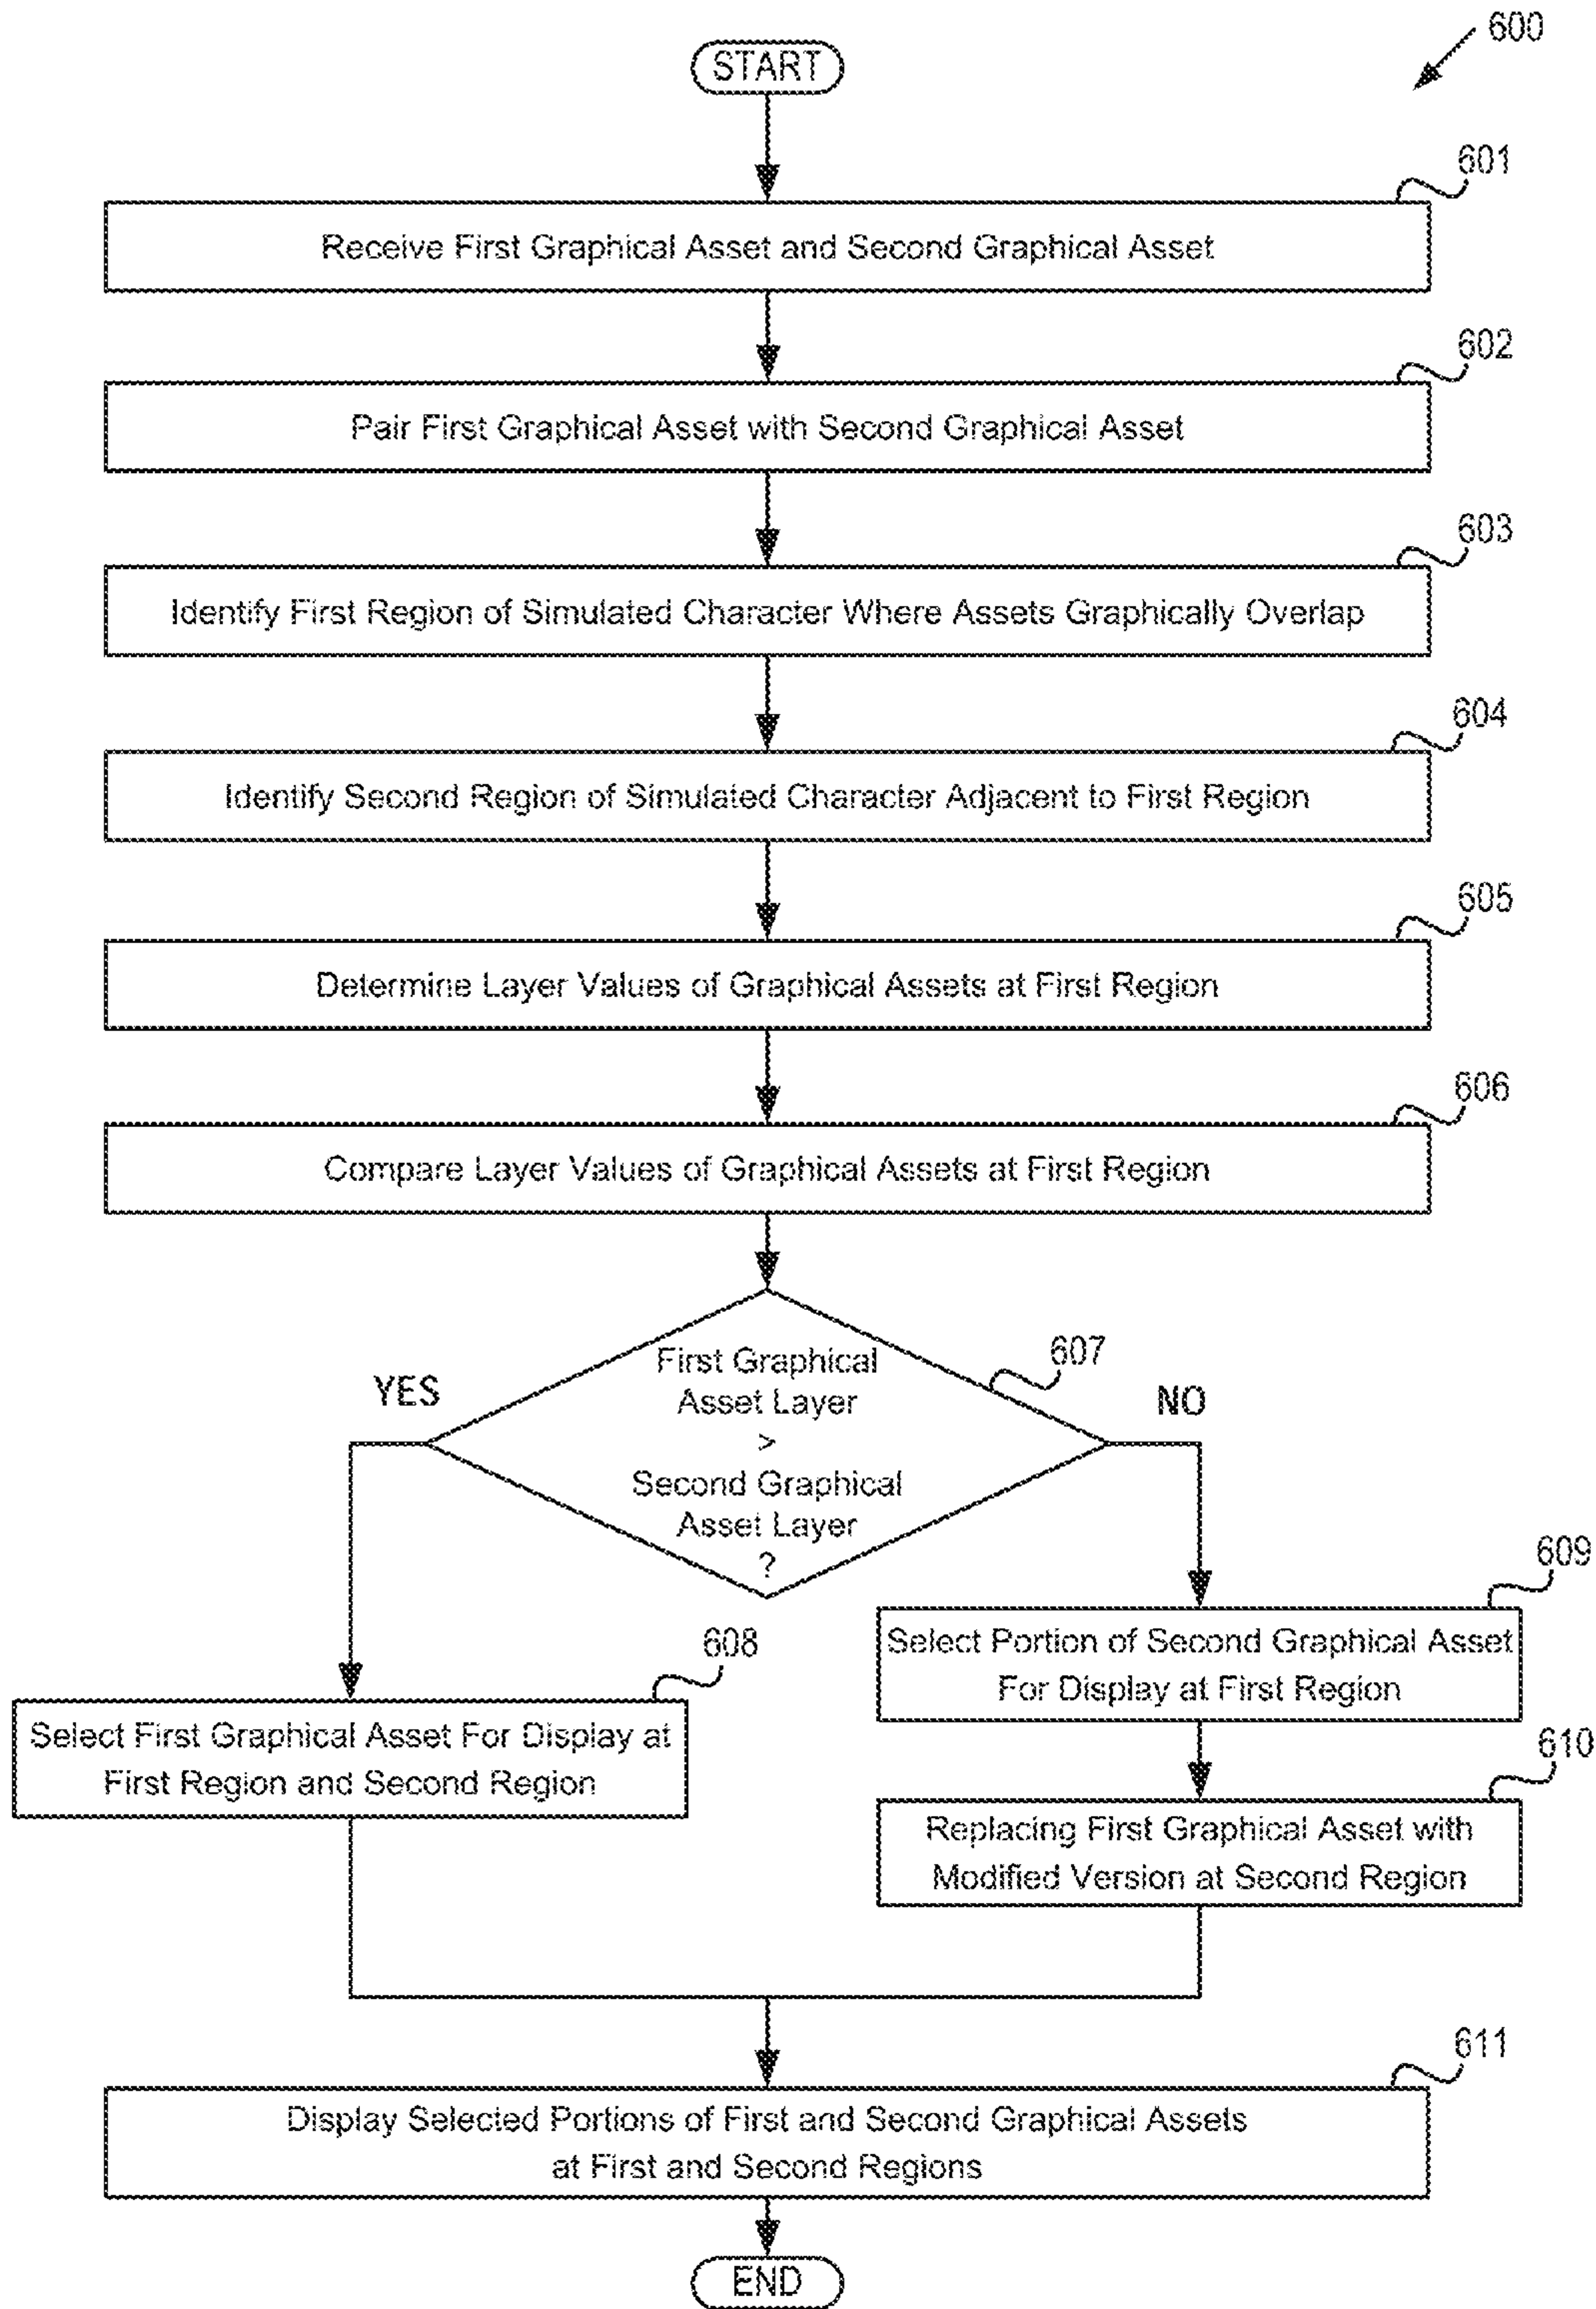 600
START
601
Receive First Graphical Asset and Second Graphical Asset
602
Pair First Graphical Asset with Second Graphical Asset
603
Identify First Region of Simulated Character Where Assets Graphically Overlap
604
Identify Second Region of Simulated Character Adjacent to First Region
605
Determine Layer Values of Graphical Assets at First Region
606
Compare Layer Values of Graphical Assets at First Region
607
First Graphical
Asset Layer
>
Second Graphical
Asset Layer
?
YES
NO
608
Select First Graphical Asset For Display at
First Region and Second Region
609
Select Portion of Second Graphical Asset
For Display at First Region
610
Replacing First Graphical Asset with
Modified Version at Second Region
611
Display Selected Portions of First and Second Graphical Assets
at First and Second Regions
END